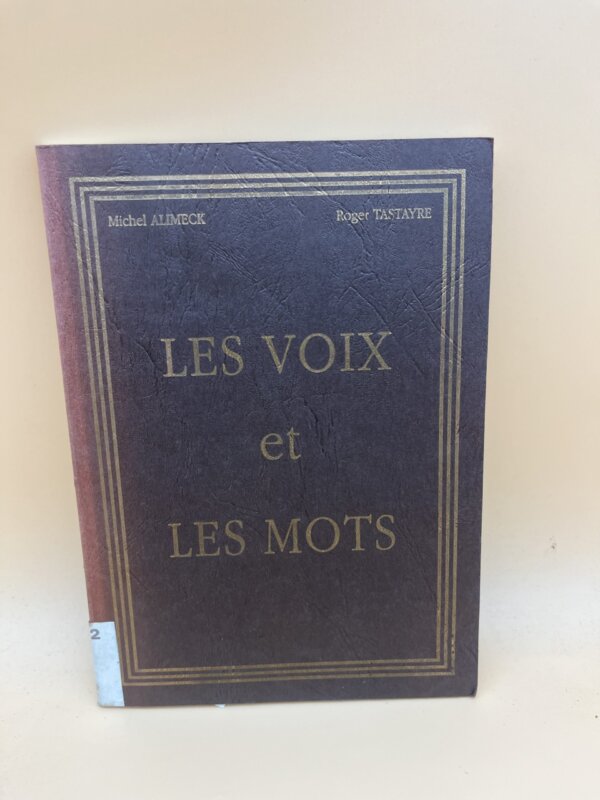 Michel ALIMECK Roger TASTAYRE
LES VOIX
et
LES MOTS
2